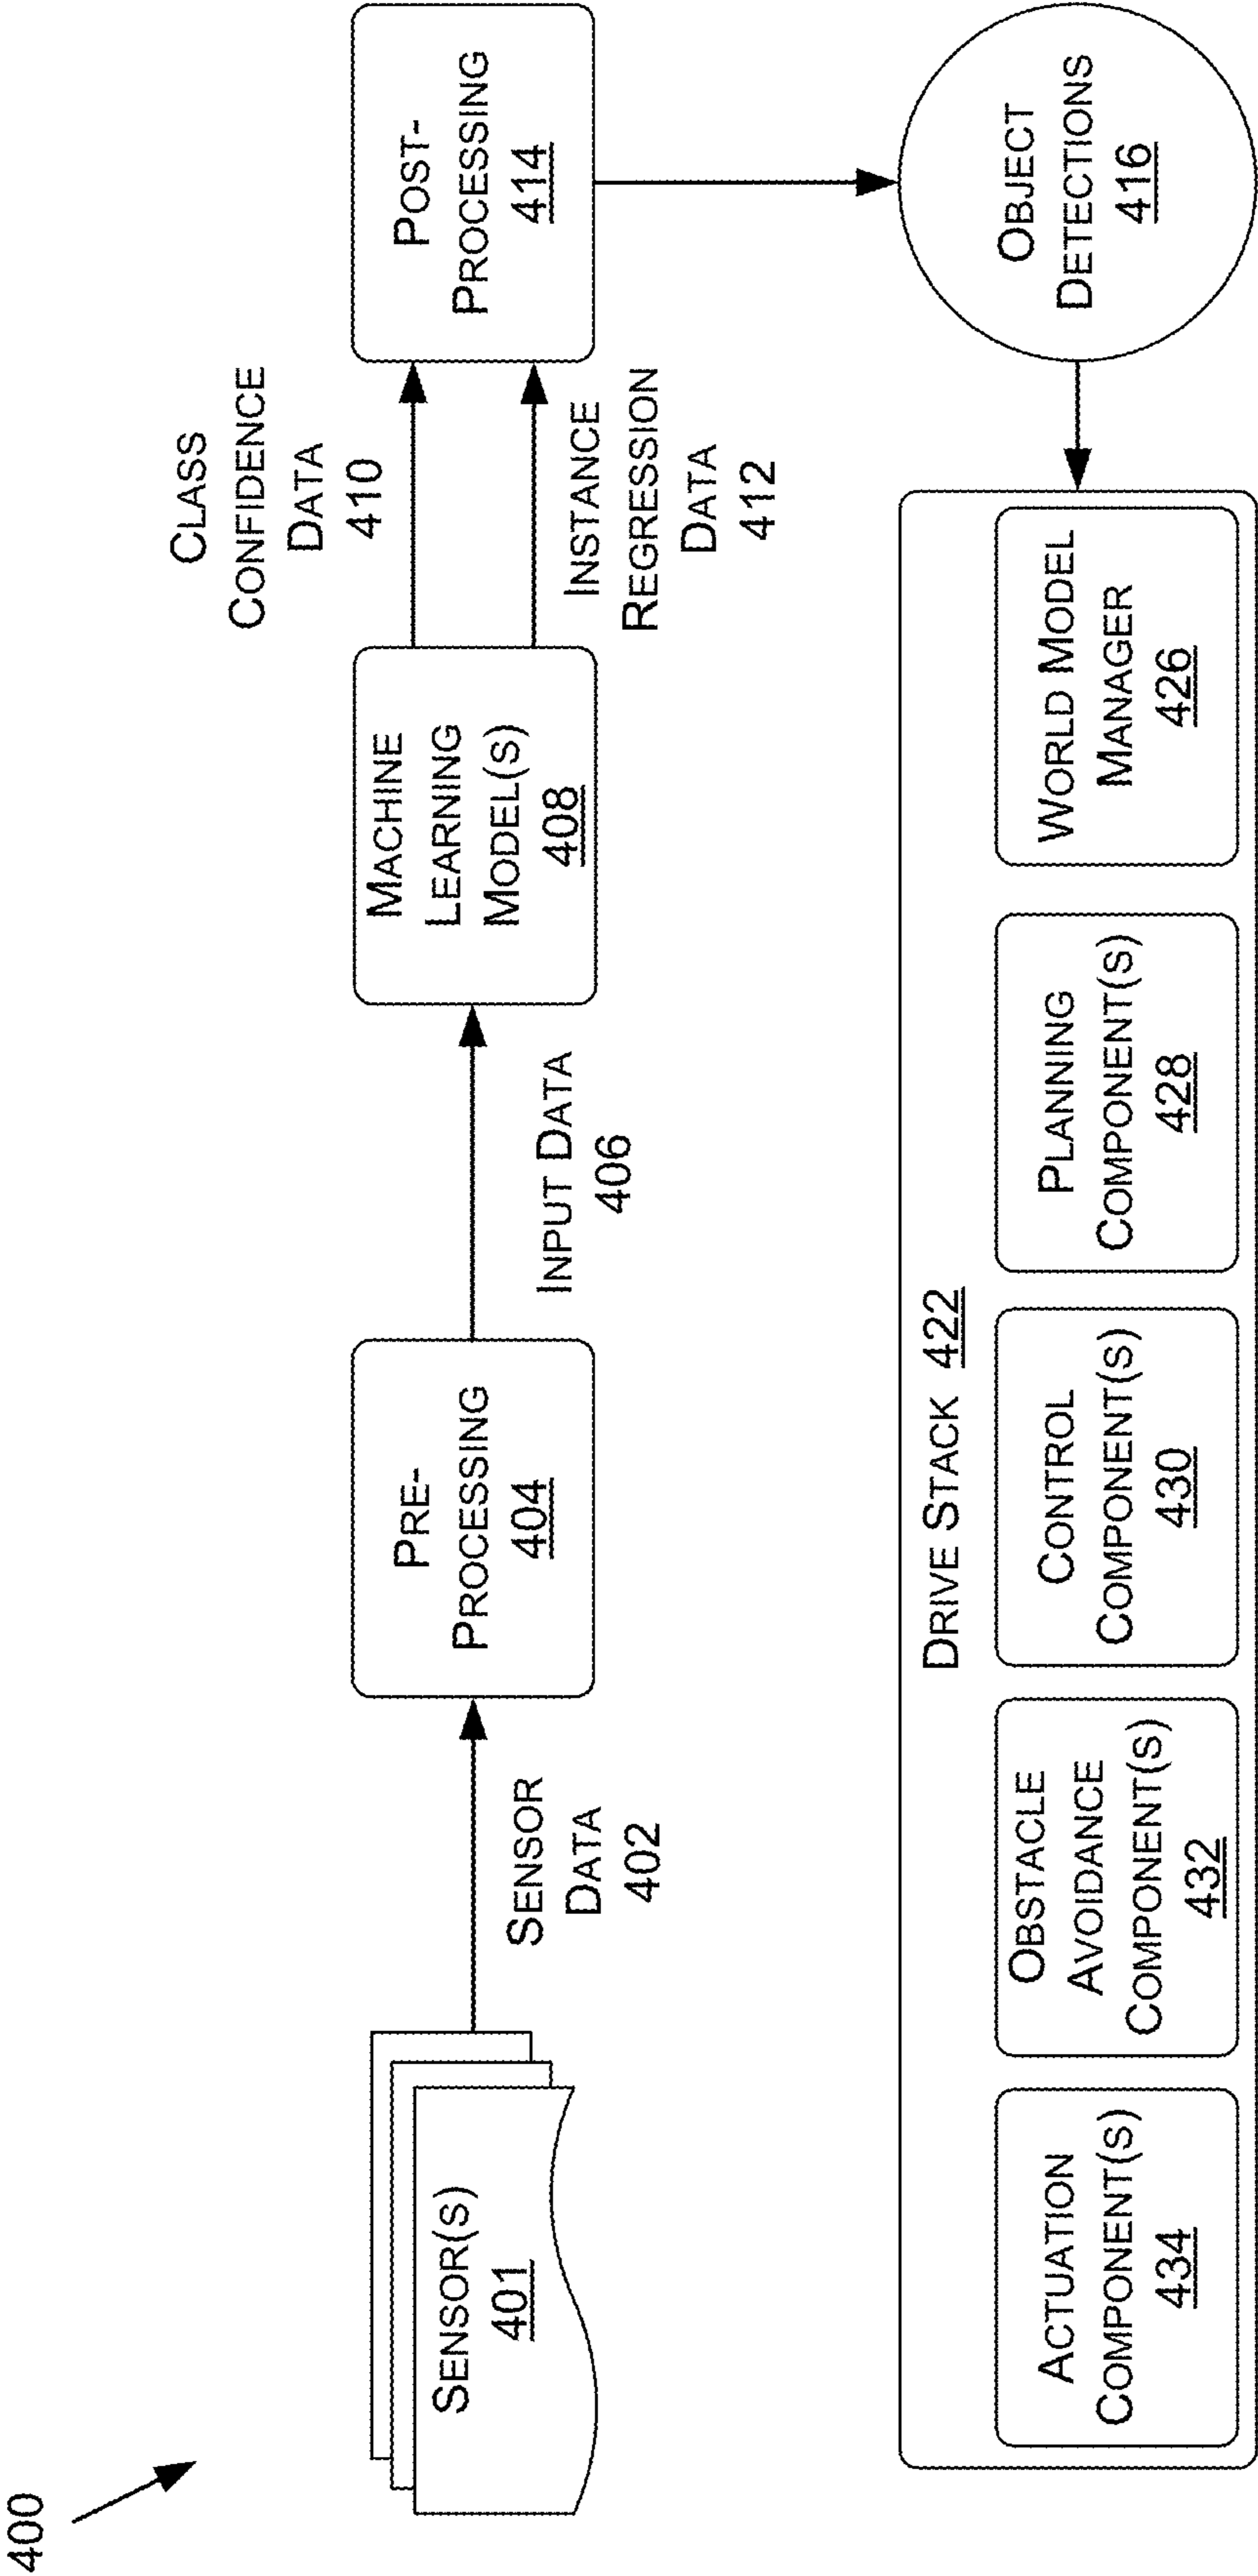 400
SENSOR(S)
401
SENSOR
DATA
402
PRE-
PROCESSING
404
INPUT DATA
406
MACHINE
LEARNING
MODEL(S)
408
CLASS
CONFIDENCE
DATA
410
INSTANCE
REGRESSION
DATA
412
POST-
PROCESSING
414
OBJECT
DETECTIONS
416
DRIVE STACK 422
ACTUATION
COMPONENT(S)
434
OBSTACLE
AVOIDANCE
COMPONENT(S)
432
CONTROL
COMPONENT(S)
430
PLANNING
COMPONENT(S)
428
WORLD MODEL
MANAGER
426